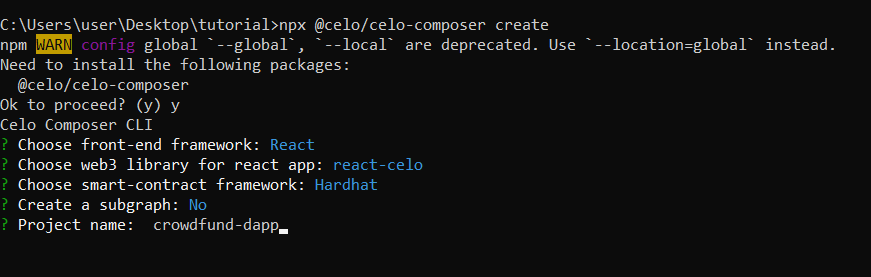 C:\Users\user\Desktop\tutorial>npx @celo/celo-composer create
npm WARN config global `--global`, `--local` are deprecated. Use `--location=global` instead.
Need to install the following packages:
  @celo/celo-composer
Ok to proceed? (y) y
Celo Composer CLI
? Choose front-end framework: React
? Choose web3 library for react app: react-celo
? Choose smart-contract framework: Hardhat
? Create a subgraph: No
? Project name:  crowdfund-dapp